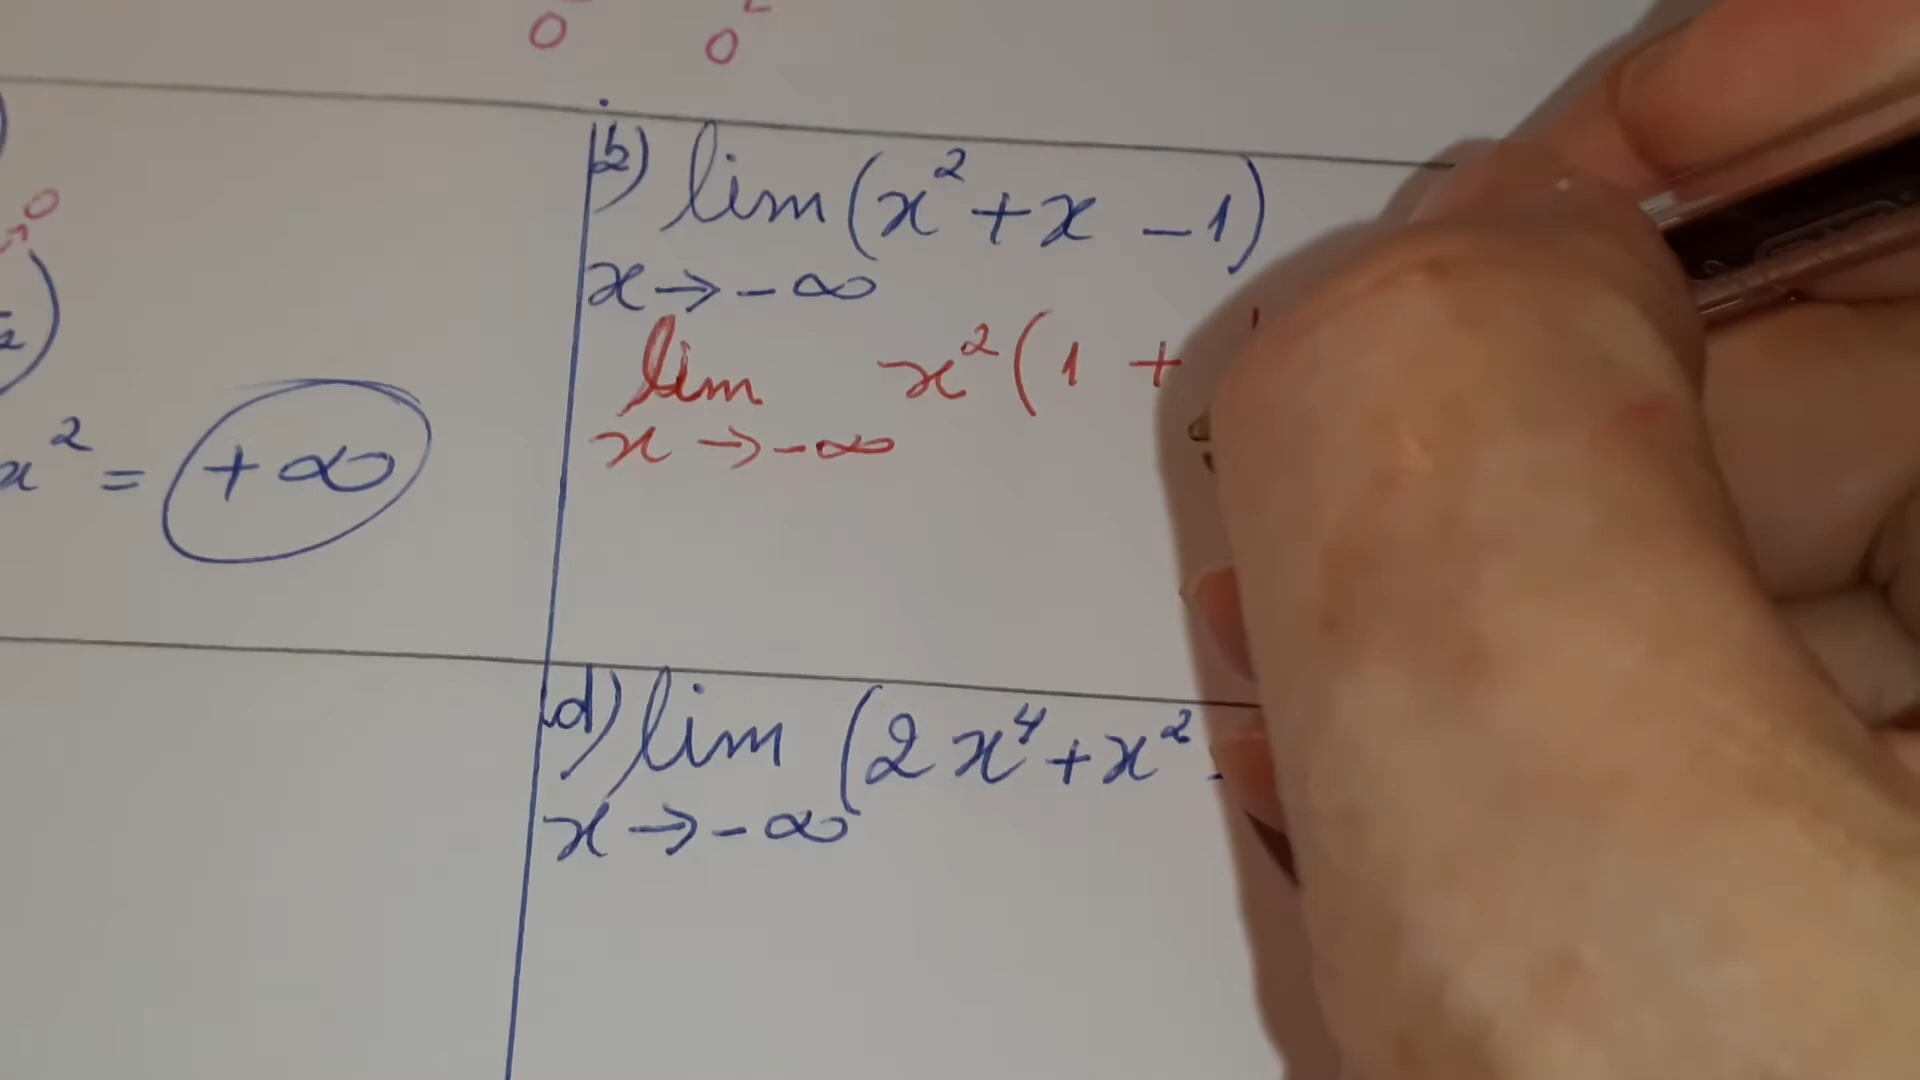 0 0
0
x² = +∞
b) lim (x² + x - 1)
x → -∞
lim x² (1 +
x → -∞
d) lim (2x⁴ + x²
x → -∞